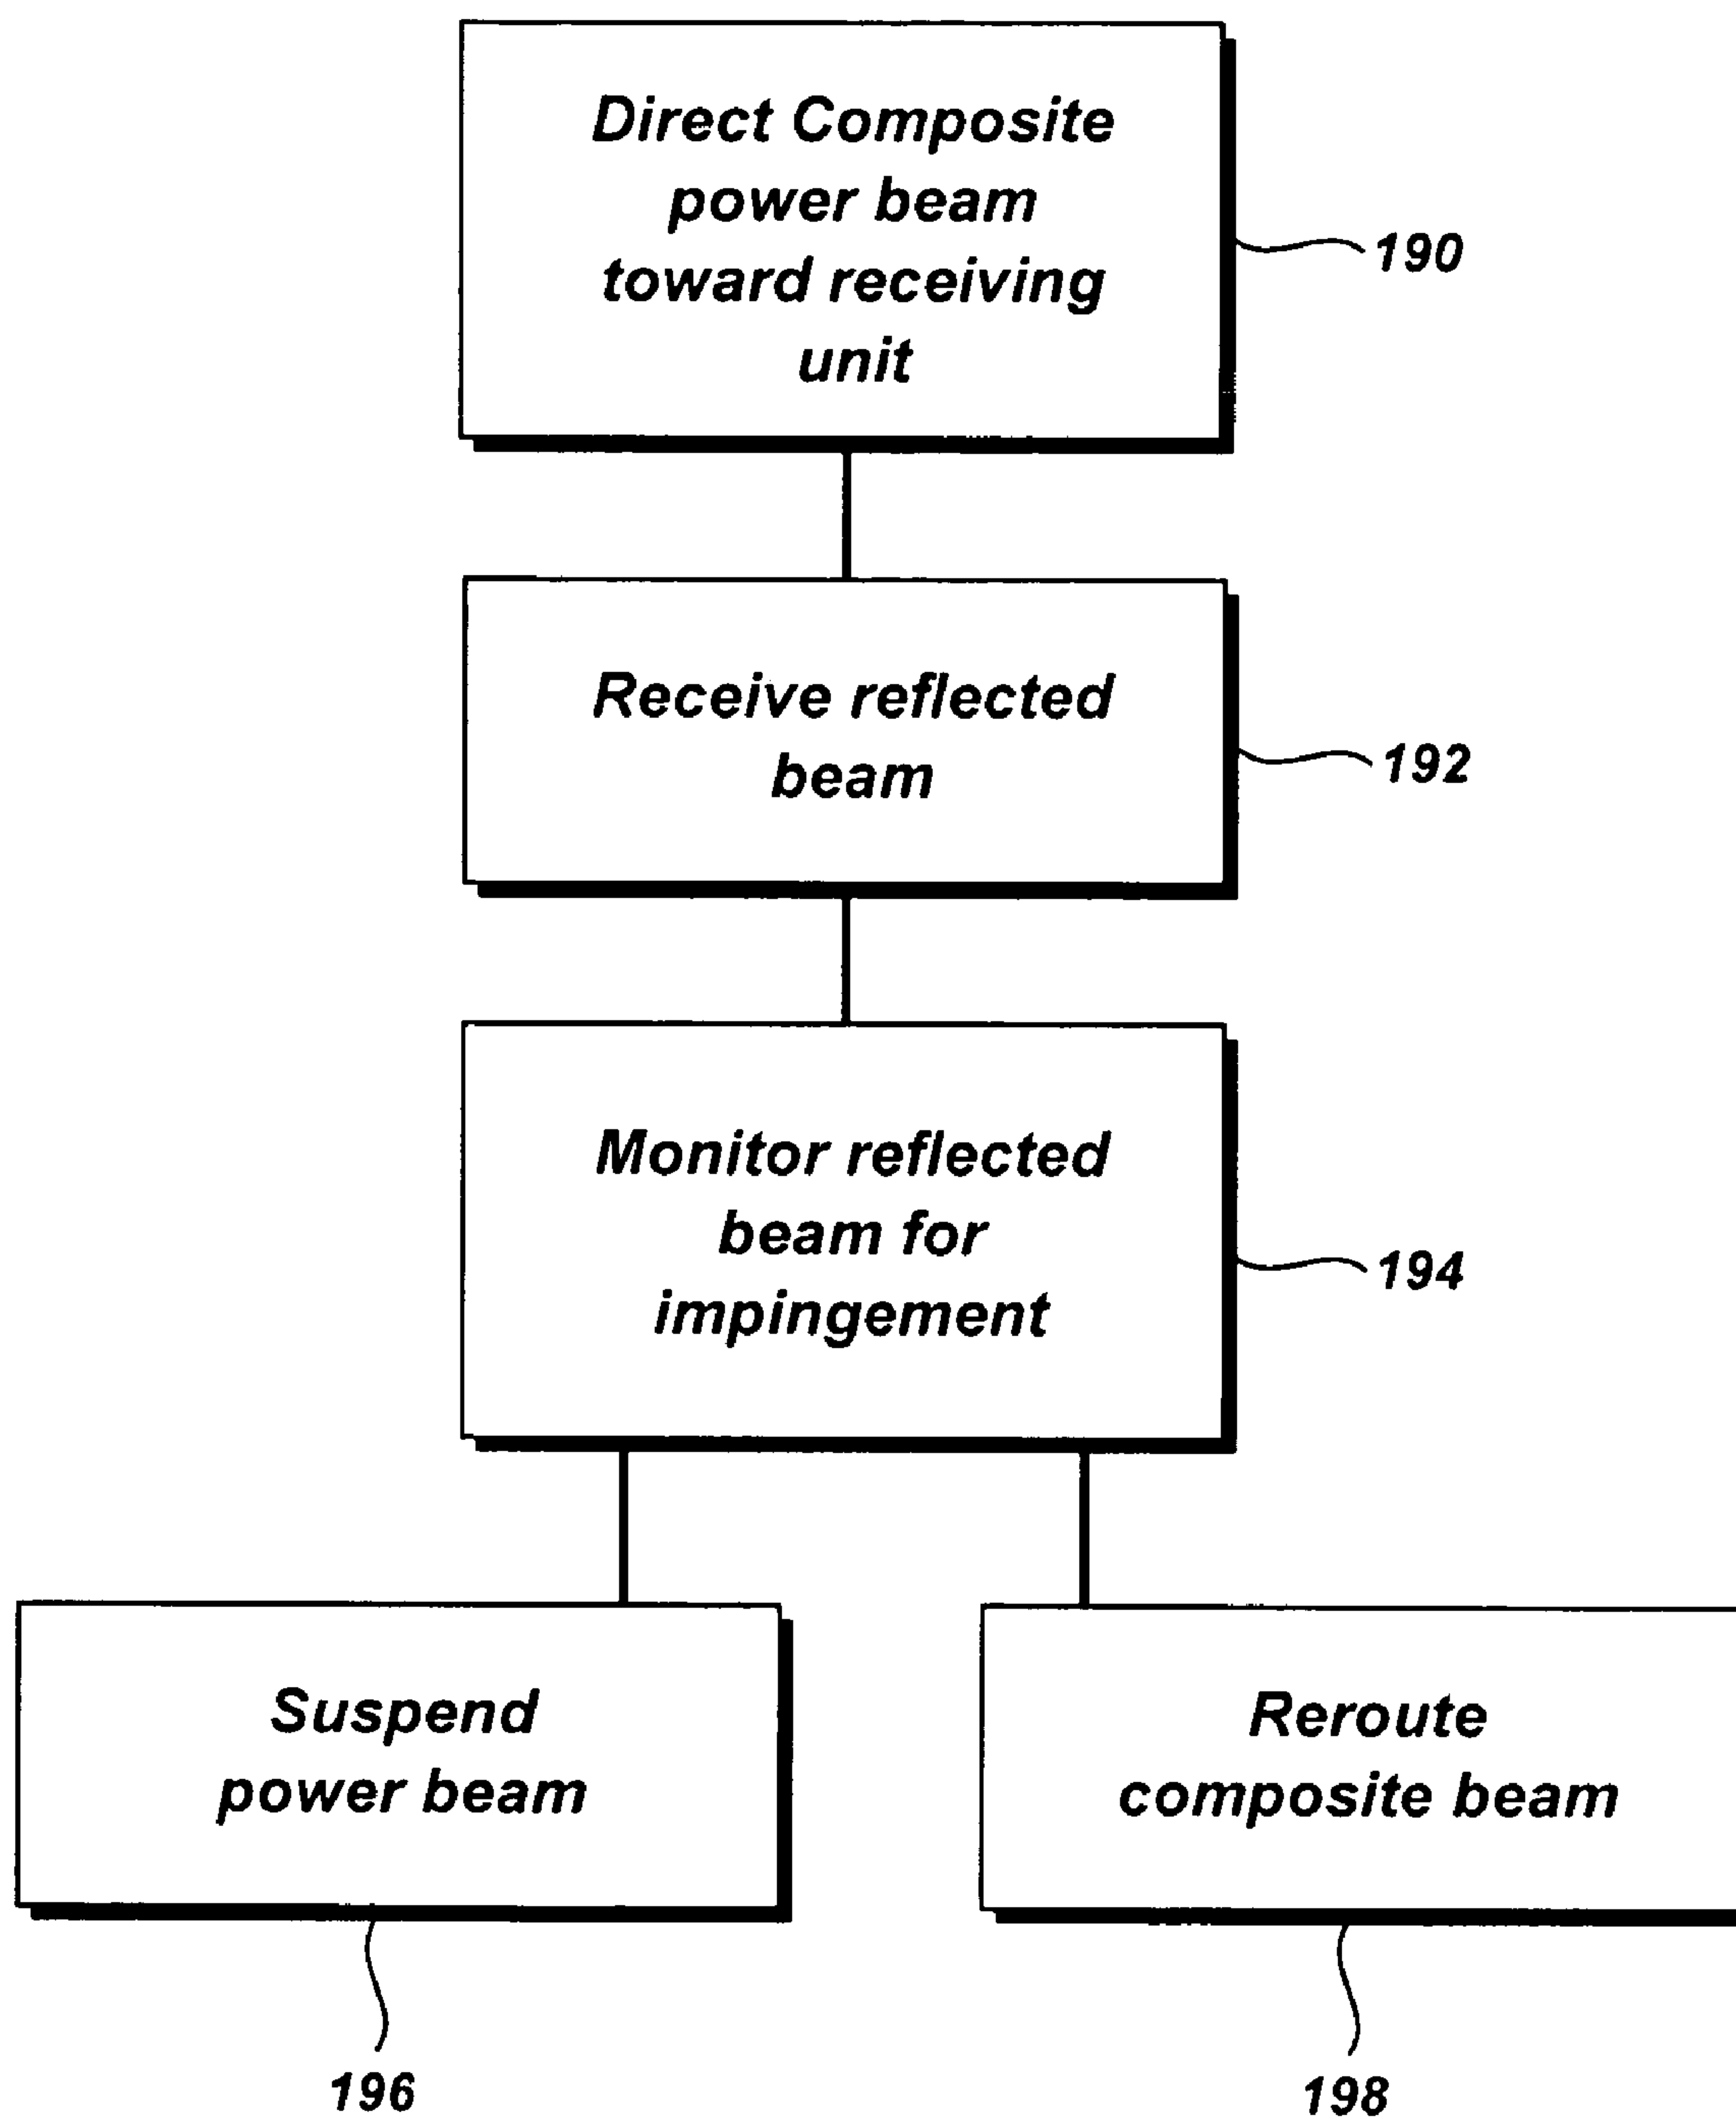 Direct Composite
power beam
toward receiving
unit
190
Receive reflected
beam
192
Monitor reflected
beam for
impingement
194
Suspend
power beam
Reroute
composite beam
196
198